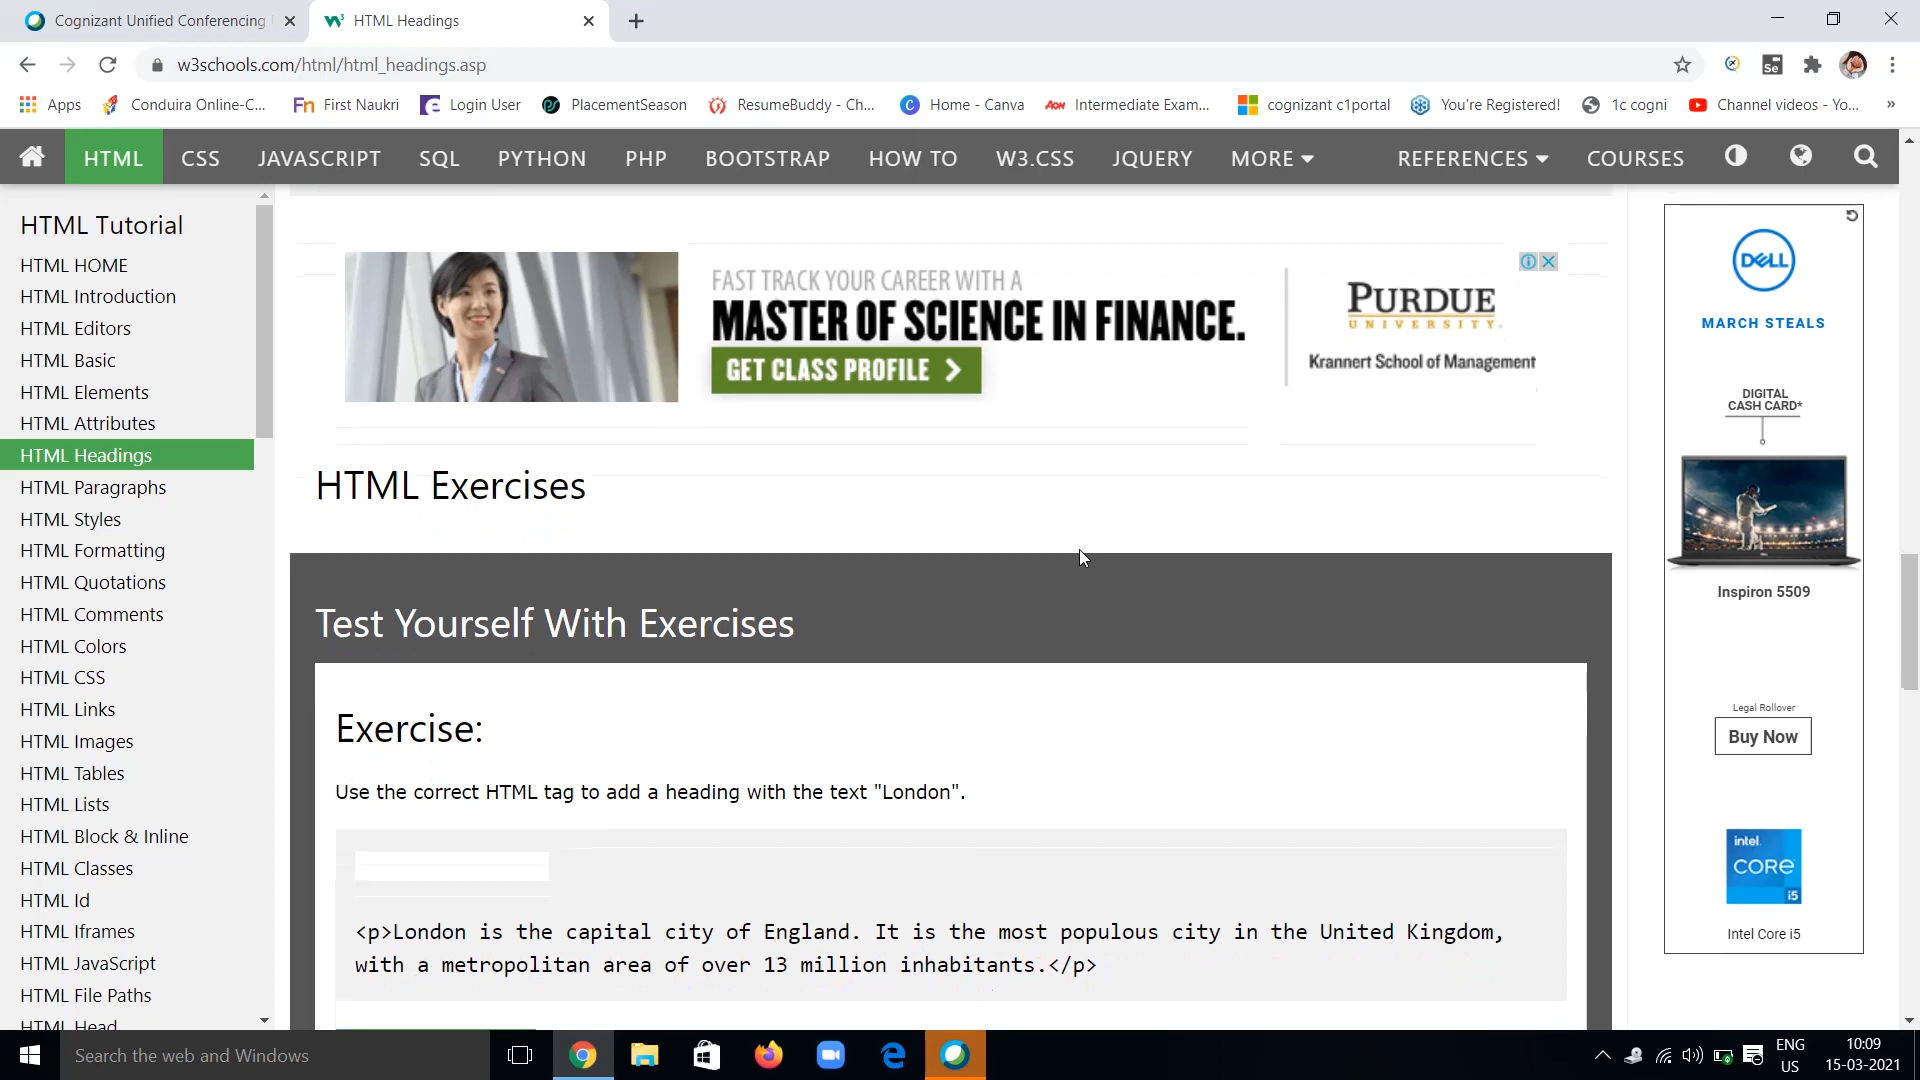 Cognizant Unified Conferencing
HTML Headings
w3schools.com/html/html_headings.asp
Se
Apps
Conduira Online-C...
Fn First Naukri
Login User
PlacementSeason
ResumeBuddy - Ch...
C Home - Canva
Aon Intermediate Exam...
cognizant c1portal
You're Registered!
1c cogni
Channel videos - Yo...
»
HTML CSS JAVASCRIPT SQL PYTHON PHP BOOTSTRAP HOW TO W3.CSS JQUERY MORE REFERENCES COURSES
HTML Tutorial
HTML HOME
HTML Introduction
HTML Editors
HTML Basic
HTML Elements
HTML Attributes
HTML Headings
HTML Paragraphs
HTML Styles
HTML Formatting
HTML Quotations
HTML Comments
HTML Colors
HTML CSS
HTML Links
HTML Images
HTML Tables
HTML Lists
HTML Block & Inline
HTML Classes
HTML Id
HTML Iframes
HTML JavaScript
HTML File Paths
HTML Head
FAST TRACK YOUR CAREER WITH A
MASTER OF SCIENCE IN FINANCE.
GET CLASS PROFILE
PURDUE
UNIVERSITY.
Krannert School of Management
HTML Exercises
Test Yourself With Exercises
Exercise:
Use the correct HTML tag to add a heading with the text "London".
<p>London is the capital city of England. It is the most populous city in the United Kingdom,
with a metropolitan area of over 13 million inhabitants.</p>
DELL
MARCH STEALS
DIGITAL
CASH CARD*
Inspiron 5509
Legal Rollover
Buy Now
intel.
CORE
i5
Intel Core i5
Search the web and Windows
ENG
US
10:09
15-03-2021